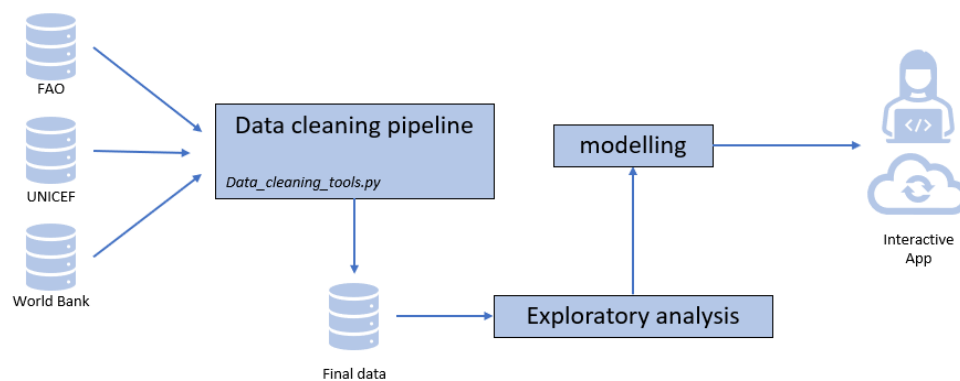 FAO
UNICEF
World Bank
Data cleaning pipeline
Data_cleaning_tools.py
Final data
Exploratory analysis
modelling
</>
Interactive
App